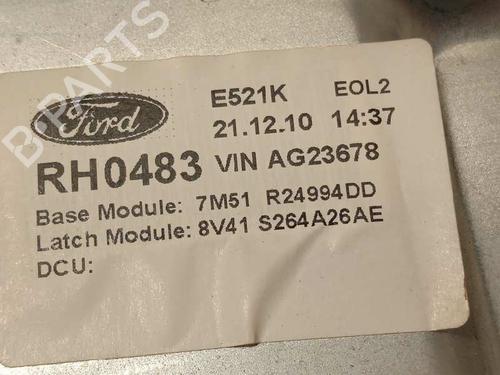 B PARTS
Ford
E521K EOL2
21.12.10 14:37
RH0483 VIN AG23678
Base Module: 7M51 R24994DD
Latch Module: 8V41 S264A26AE
DCU: